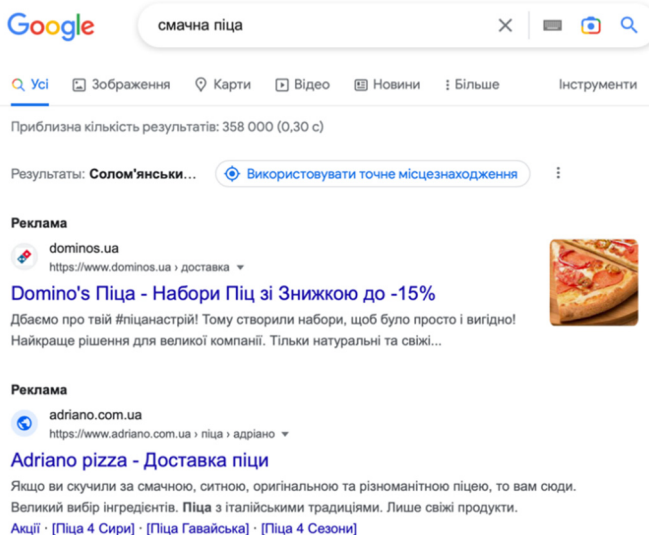 Google
смачна піца
Усі Зображення Карти Відео Новини Більше Інструменти
Приблизна кількість результатів: 358 000 (0,30 с)
Результаты: Солом'янськи... Використовувати точне місцезнаходження
Реклама
dominos.ua
https://www.dominos.ua › доставка
Domino's Піца - Набори Піц зі Знижкою до -15%
Дбаємо про твій #піцанастрій! Тому створили набори, щоб було просто і вигідно!
Найкраще рішення для великої компанії. Тільки натуральні та свіжі...
Реклама
adriano.com.ua
https://www.adriano.com.ua › піца › адріано
Adriano pizza - Доставка піци
Якщо ви скучили за смачною, ситною, оригінальною та різноманітною піцею, то вам сюди.
Великий вибір інгредієнтів. Піца з італійськими традиціями. Лише свіжі продукти.
Акції · [Піца 4 Сири] · [Піца Гавайська] · [Піца 4 Сезони]